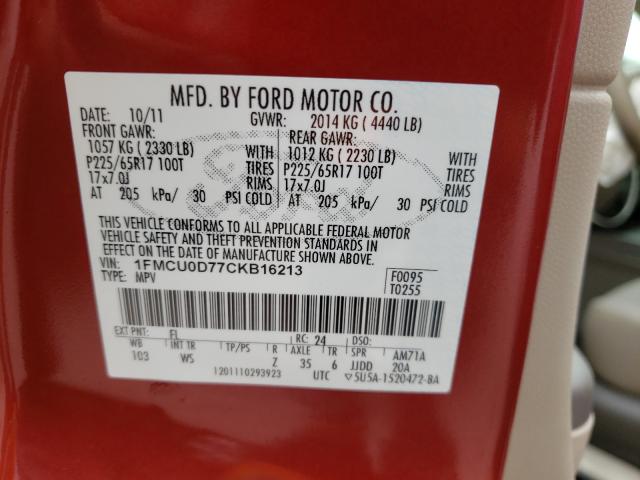 MFD. BY FORD MOTOR CO.
DATE: 10/11 GVWR: 2014 KG ( 4440 LB)
FRONT GAWR: REAR GAWR:
1057 KG ( 2330 LB) WITH 1012 KG ( 2230 LB) WITH
P225/65R17 100T TIRES P225/65R17 100T TIRES
17x7.0J RIMS 17x7.0J RIMS
AT 205 kPa/ 30 PSI COLD AT 205 kPa/ 30 PSI COLD
THIS VEHICLE CONFORMS TO ALL APPLICABLE FEDERAL MOTOR
VEHICLE SAFETY AND THEFT PREVENTION STANDARDS IN
EFFECT ON THE DATE OF MANUFACTURE SHOWN ABOVE.
VIN: 1FMCU0D77CKB16213 F0095
TYPE: MPV T0255
EXT PNT: FL RC: 24 DSO:
WB INT TR TP/PS R AXLE TR SPR AM71A
103 WS Z 35 6 JJDD 20A
1201110293923 UTC 5U5A-1520472-BA